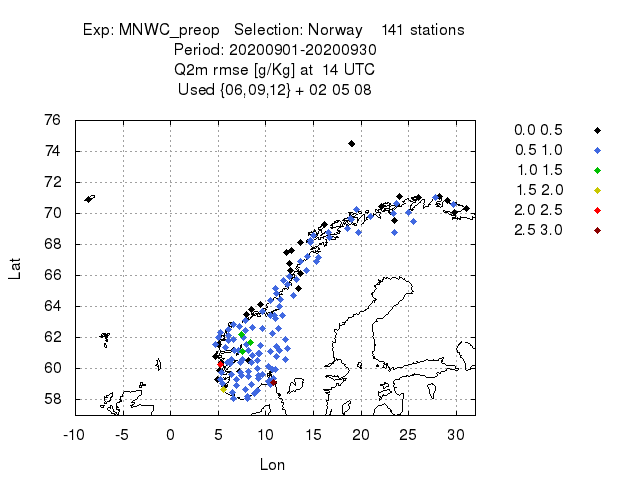 Exp: MNWC_preop   Selection: Norway    141 stations
Period: 20200901-20200930
Q2m rmse [g/Kg] at  14 UTC
Used {06,09,12} + 02 05 08
76
74
72
70
68
66
64
62
60
58
Lat
-10 -5 0 5 10 15 20 25 30
Lon
0.0 0.5
0.5 1.0
1.0 1.5
1.5 2.0
2.0 2.5
2.5 3.0